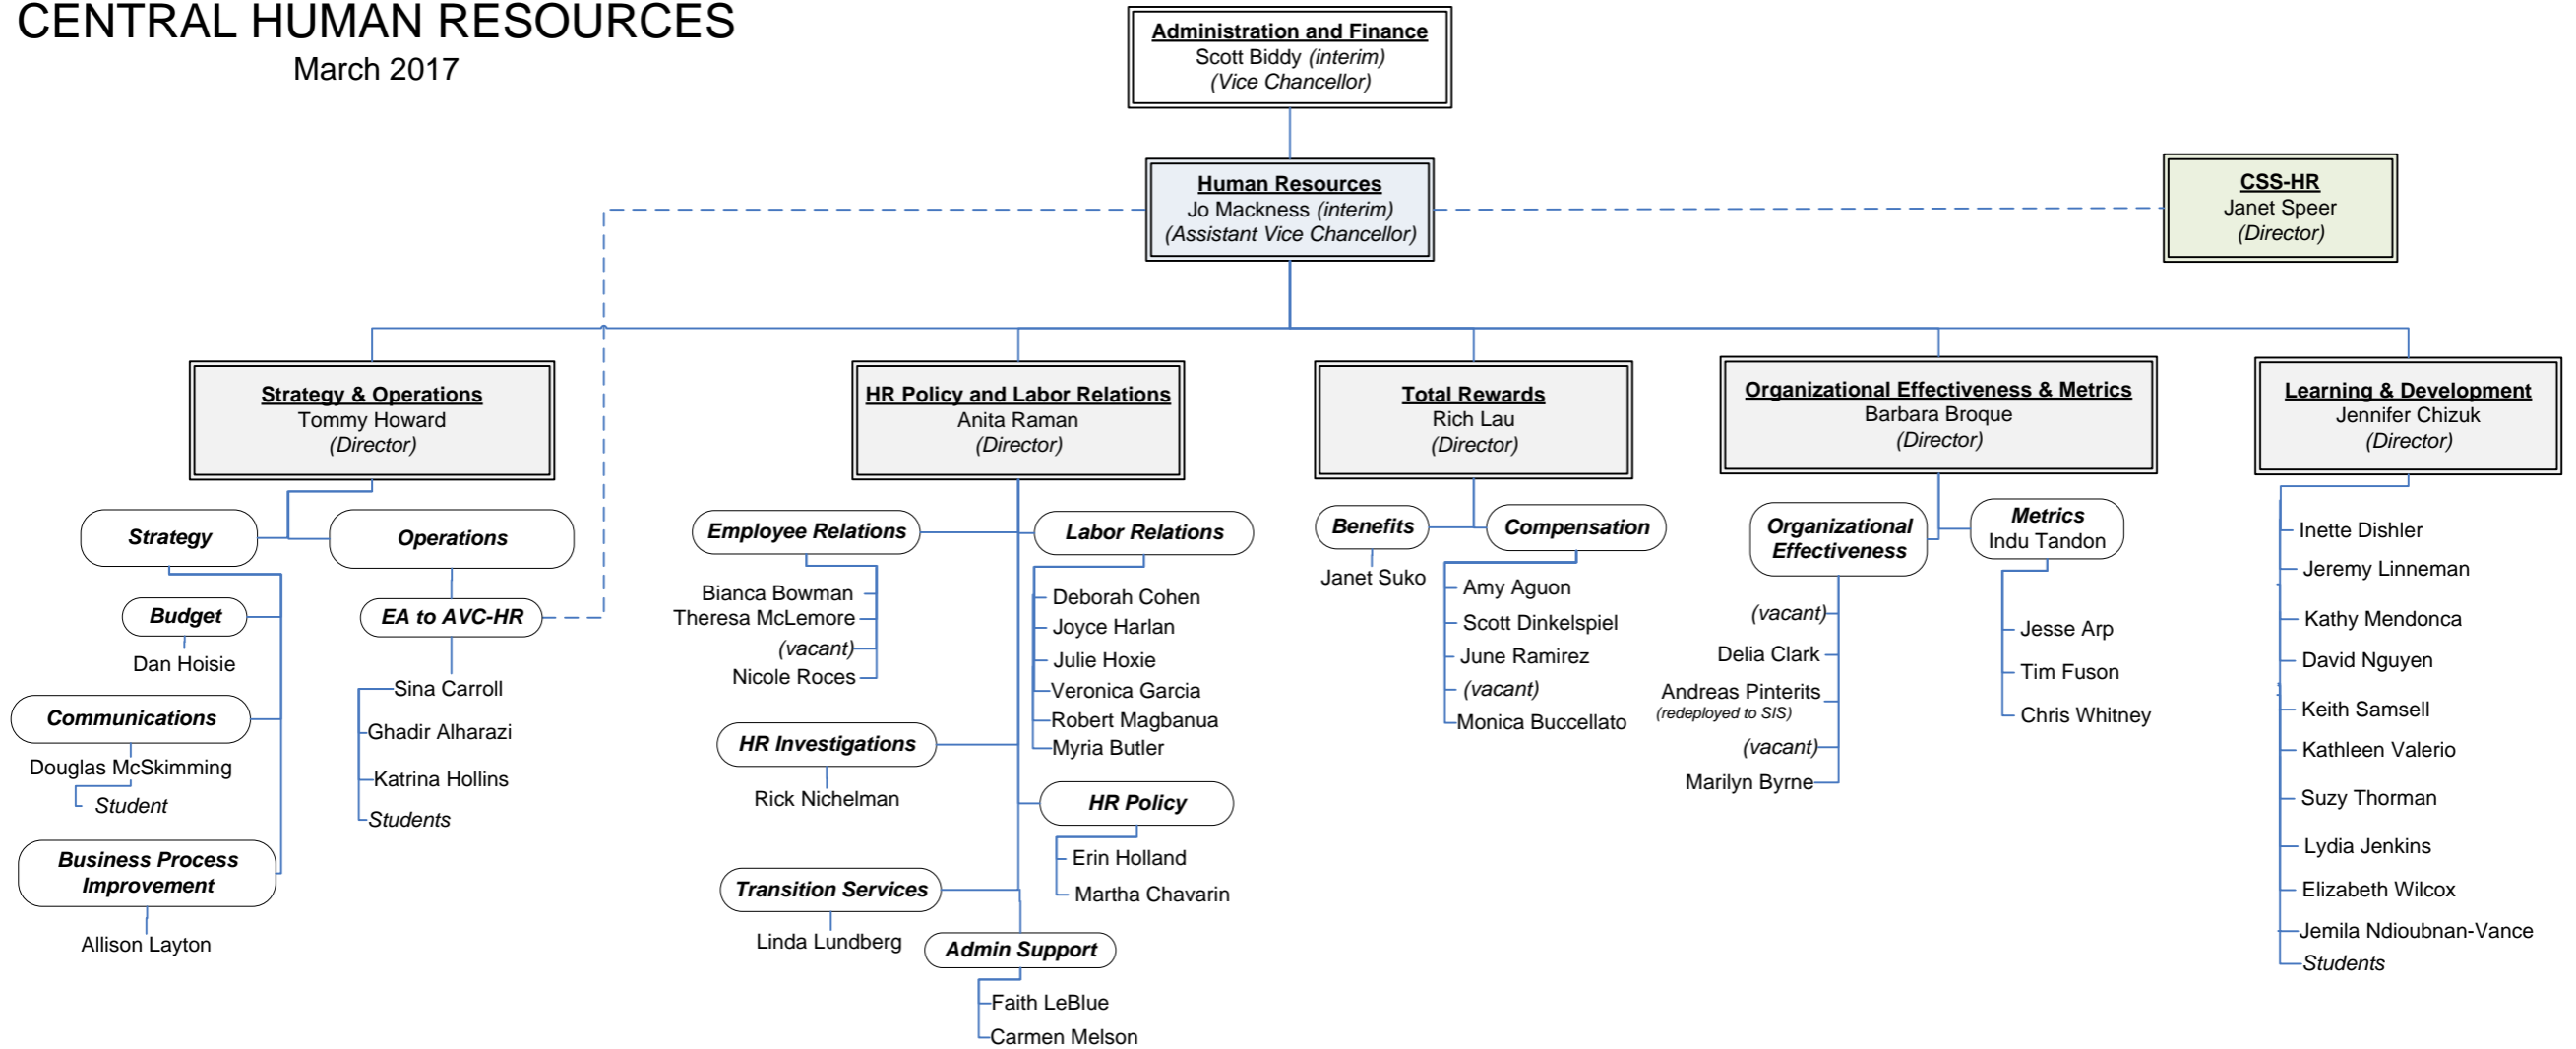 CENTRAL HUMAN RESOURCES
March 2017
Administration and Finance
Scott Biddy (interim)
(Vice Chancellor)
Human Resources
Jo Mackness (interim)
(Assistant Vice Chancellor)
CSS-HR
Janet Speer
(Director)
Strategy & Operations
Tommy Howard
(Director)
Strategy
Operations
Budget
Dan Hoisie
Communications
Douglas McSkimming
Student
Business Process
Improvement
Allison Layton
EA to AVC-HR
Sina Carroll
Ghadir Alharazi
Katrina Hollins
Students
HR Policy and Labor Relations
Anita Raman
(Director)
Employee Relations
Bianca Bowman
Theresa McLemore
(vacant)
Nicole Roces
HR Investigations
Rick Nichelman
Transition Services
Linda Lundberg
Labor Relations
Deborah Cohen
Joyce Harlan
Julie Hoxie
Veronica Garcia
Robert Magbanua
Myria Butler
HR Policy
Erin Holland
Martha Chavarin
Admin Support
Faith LeBlue
Carmen Melson
Total Rewards
Rich Lau
(Director)
Benefits
Janet Suko
Compensation
Amy Aguon
Scott Dinkelspiel
June Ramirez
(vacant)
Monica Buccellato
Organizational Effectiveness & Metrics
Barbara Broque
(Director)
Organizational
Effectiveness
(vacant)
Delia Clark
Andreas Pinterits
(redeployed to SIS)
(vacant)
Marilyn Byrne
Metrics
Indu Tandon
Jesse Arp
Tim Fuson
Chris Whitney
Learning & Development
Jennifer Chizuk
(Director)
Inette Dishler
Jeremy Linneman
Kathy Mendonca
David Nguyen
Keith Samsell
Kathleen Valerio
Suzy Thorman
Lydia Jenkins
Elizabeth Wilcox
Jemila Ndioubnan-Vance
Students